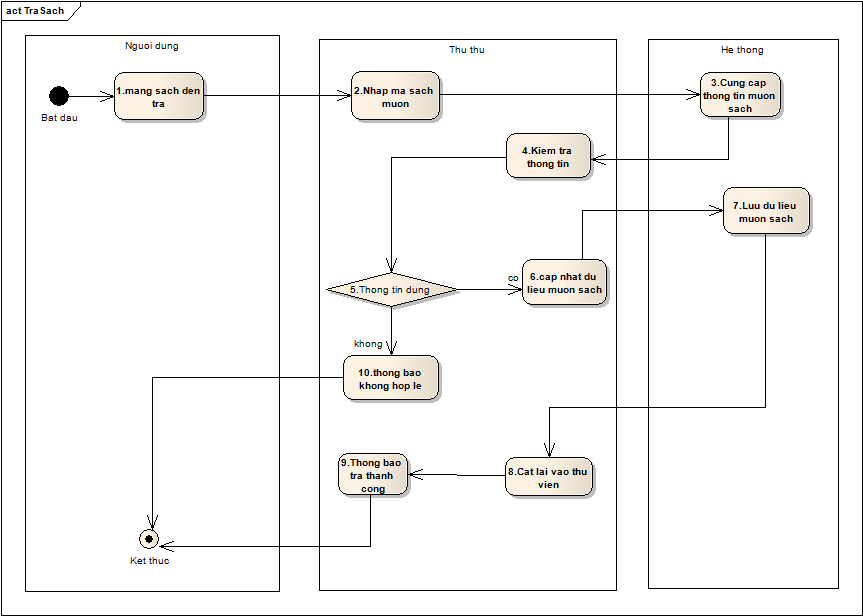 act TraSach
Nguoi dung
Thu thu
He thong
Bat dau
1.mang sach den
tra
2.Nhap ma sach
muon
3.Cung cap
thong tin muon
sach
4.Kiem tra
thong tin
5.Thong tin dung
co
6.cap nhat du
lieu muon sach
7.Luu du lieu
muon sach
khong
10.thong bao
khong hop le
8.Cat lai vao thu
vien
9.Thong bao
tra thanh
cong
Ket thuc